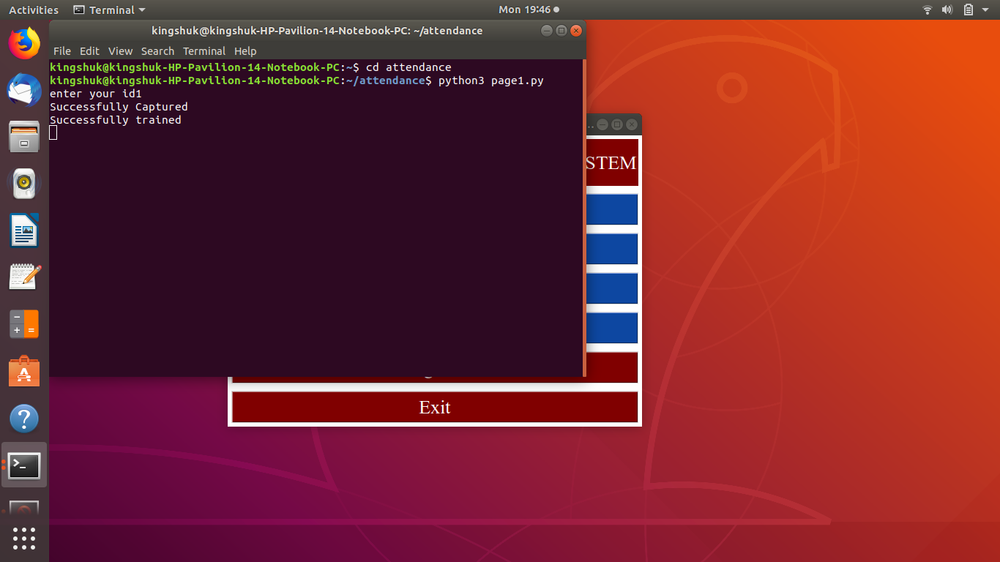 Activities Terminal Mon 19:46
kingshuk@kingshuk-HP-Pavilion-14-Notebook-PC: ~/attendance
File Edit View Search Terminal Help
kingshuk@kingshuk-HP-Pavilion-14-Notebook-PC:~$ cd attendance
kingshuk@kingshuk-HP-Pavilion-14-Notebook-PC:~/attendance$ python3 page1.py
enter your id1
Successfully Captured
Successfully trained
STEM
Exit